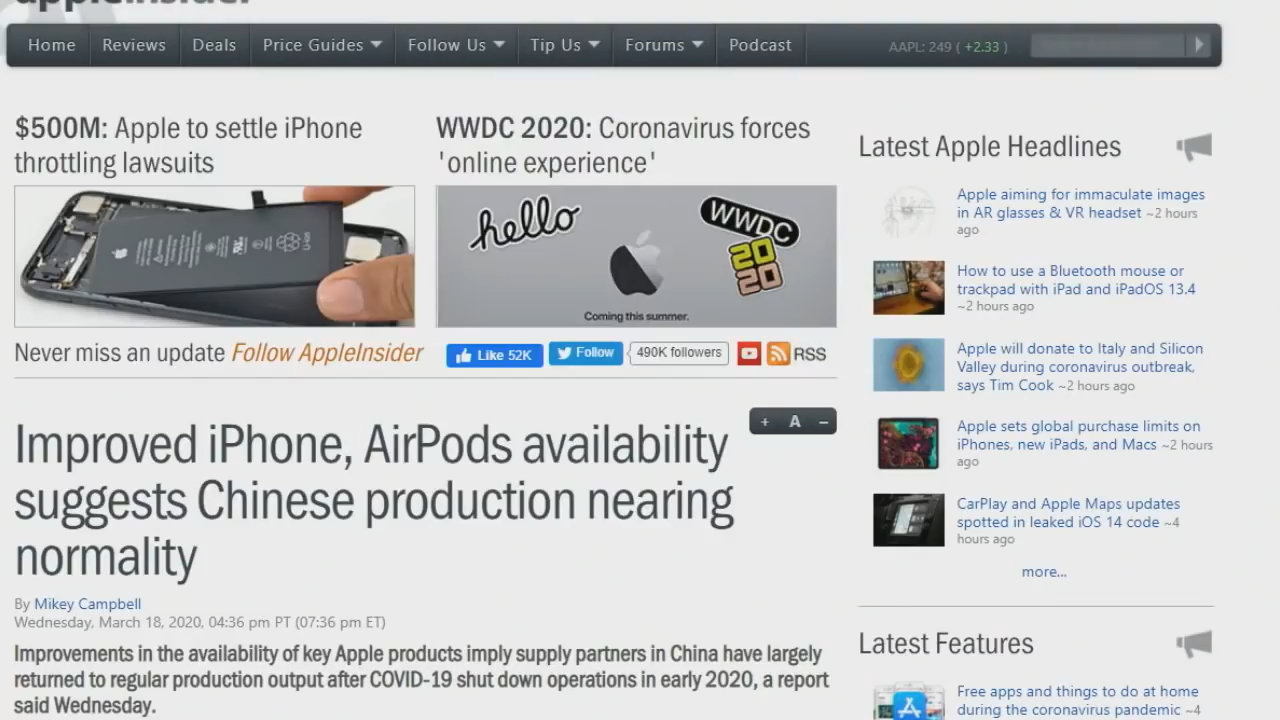 appleinsider
Home Reviews Deals Price Guides Follow Us Tip Us Forums Podcast AAPL: 249 ( +2.33 )
$500M: Apple to settle iPhone
throttling lawsuits
WWDC 2020: Coronavirus forces
'online experience'
hello
WWDC
20
20
Coming this summer.
Never miss an update Follow AppleInsider
Like 52K
Follow
490K followers
RSS
+ A −
Improved iPhone, AirPods availability
suggests Chinese production nearing
normality
By Mikey Campbell
Wednesday, March 18, 2020, 04:36 pm PT (07:36 pm ET)
Improvements in the availability of key Apple products imply supply partners in China have largely
returned to regular production output after COVID-19 shut down operations in early 2020, a report
said Wednesday.
Latest Apple Headlines
Apple aiming for immaculate images
in AR glasses & VR headset ~2 hours
ago
How to use a Bluetooth mouse or
trackpad with iPad and iPadOS 13.4
~2 hours ago
Apple will donate to Italy and Silicon
Valley during coronavirus outbreak,
says Tim Cook ~2 hours ago
Apple sets global purchase limits on
iPhones, new iPads, and Macs ~2 hours
ago
CarPlay and Apple Maps updates
spotted in leaked iOS 14 code ~4
hours ago
more...
Latest Features
Free apps and things to do at home
during the coronavirus pandemic ~4